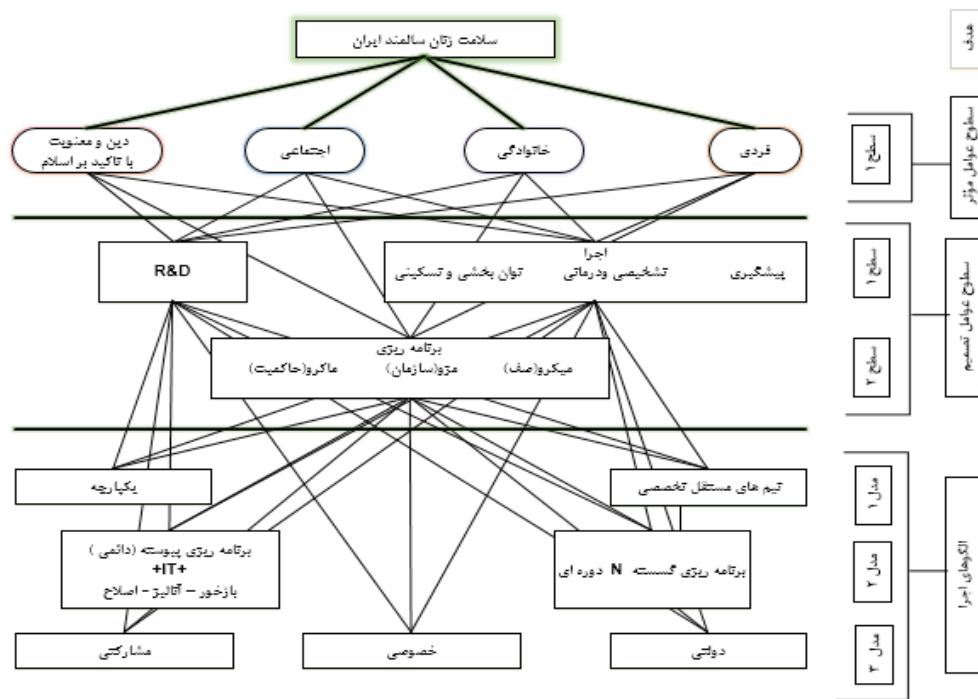 سلامت زنان سالمند ایران
هدف
دین و معنویت
با تاکید بر اسلام
اجتماعی
خانوادگی
فردی
سطح ۱
سطوح عوامل مؤثر
R&D
اجرا
پیشگیری تشخیصی ودرمانی توان بخشی و تسکینی
سطح ۱
سطوح عوامل تصمیم
برنامه ریزی
میکرو(صف) مزو(سازمان) ماکرو(حاکمیت)
سطح ۲
یکپارچه
تیم های مستقل تخصصی
مدل ۱
الگوهای اجرا
برنامه ریزی پیوسته (دائمی )
+IT+
بازخور – آنالیز - اصلاح
برنامه ریزی گسسته N دوره ای
مدل ۲
مشارکتی
خصوصی
دولتی
مدل ۳